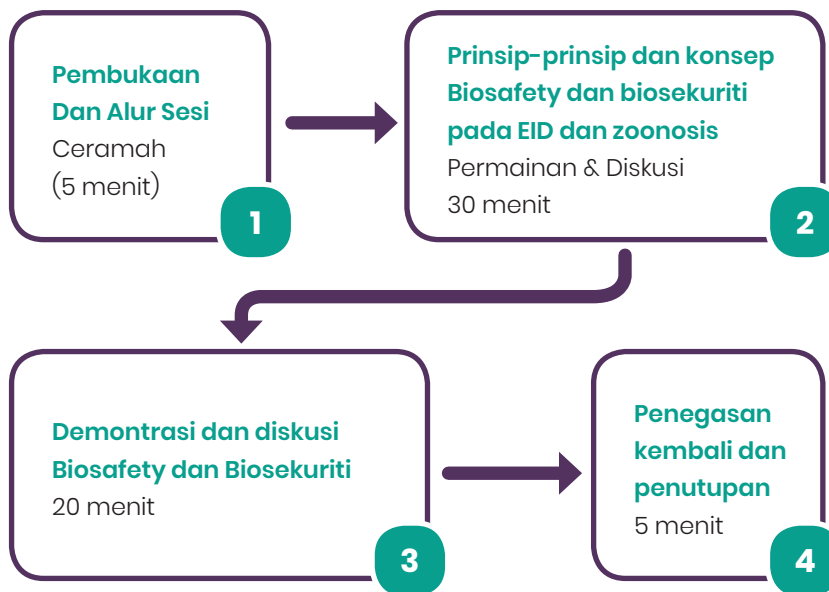 Pembukaan
Dan Alur Sesi
Ceramah
(5 menit)
1
Prinsip-prinsip dan konsep
Biosafety dan biosekuriti
pada EID dan zoonosis
Permainan & Diskusi
30 menit
2
Demontrasi dan diskusi
Biosafety dan Biosekuriti
20 menit
3
Penegasan
kembali dan
penutupan
5 menit
4